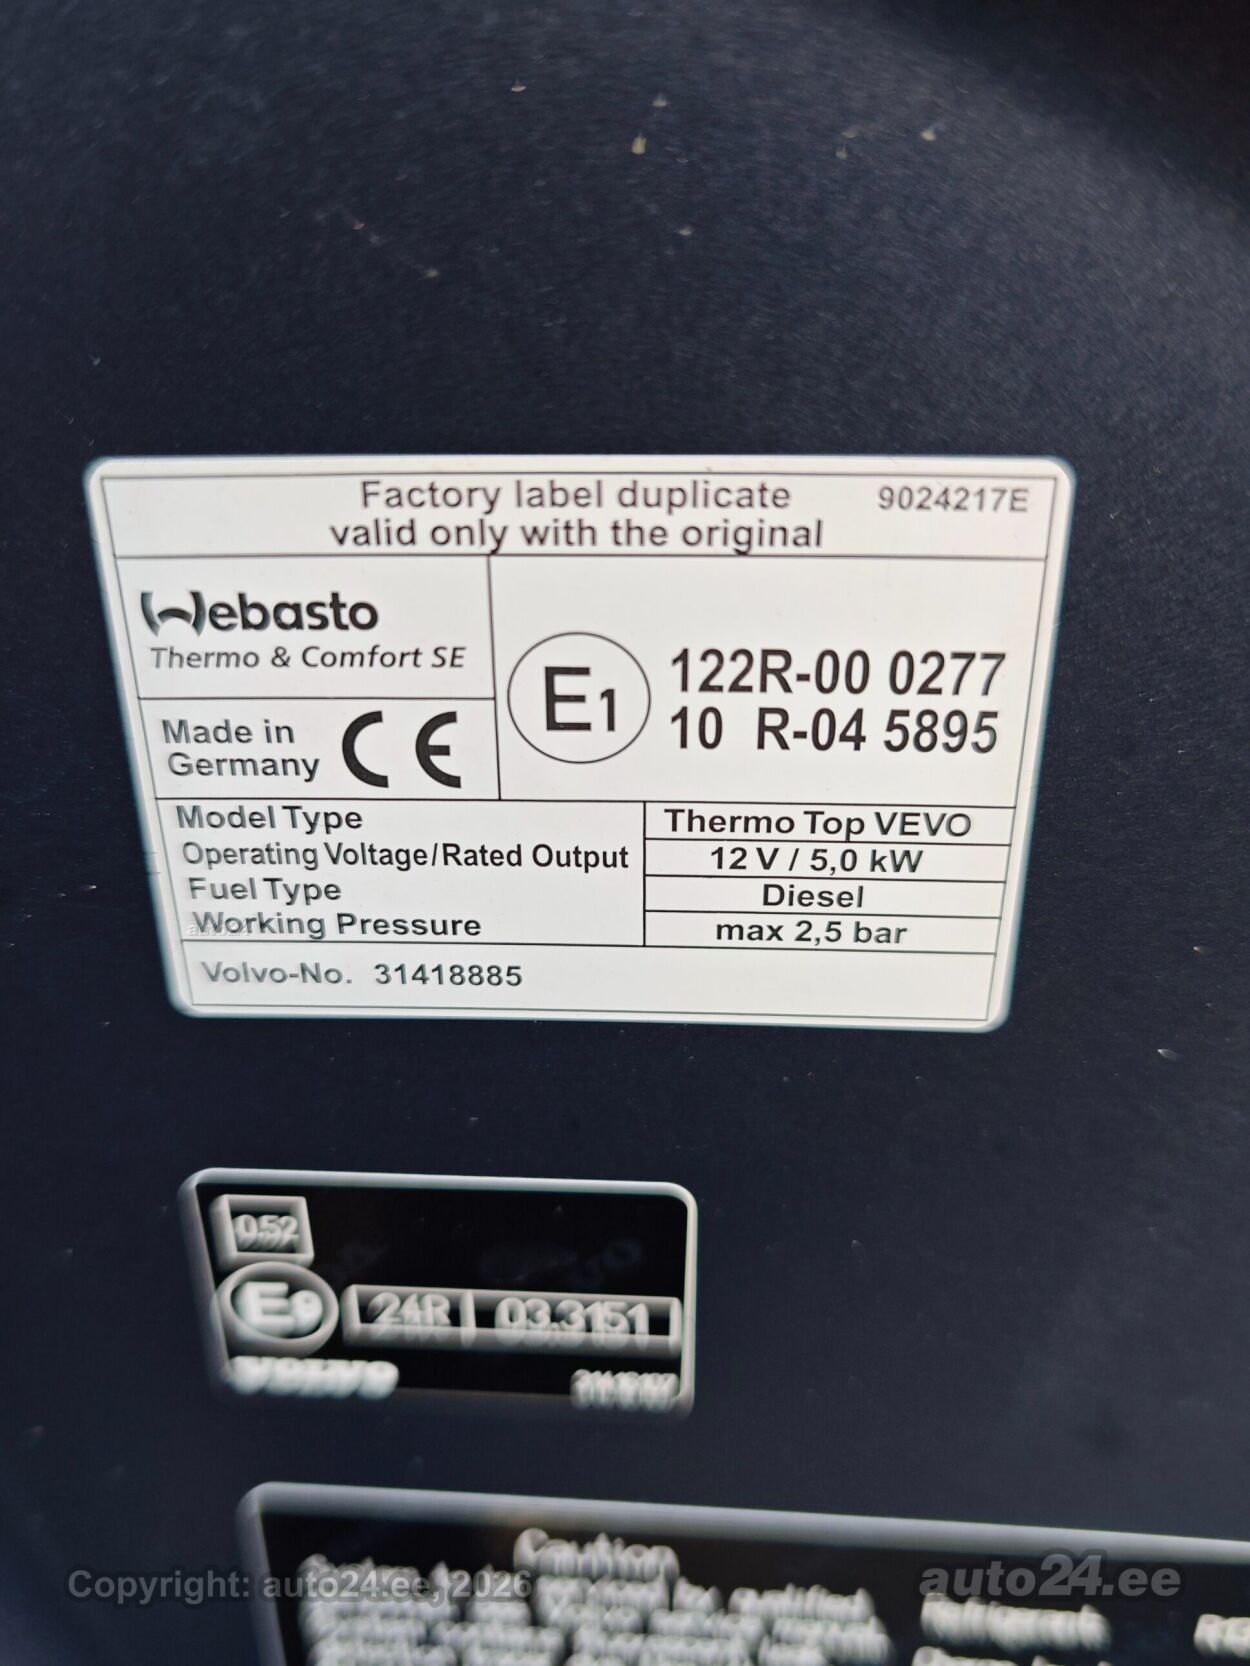 Factory label duplicate 9024217E
valid only with the original
Webasto
Thermo & Comfort SE
E1
122R-00 0277
10 R-04 5895
Made in
Germany
CE
Model Type Thermo Top VEVO
Operating Voltage/Rated Output 12 V / 5,0 kW
Fuel Type Diesel
Working Pressure max 2,5 bar
auto24
Volvo-No. 31418885
0.52
E9 24R 03.3151
VOLVO
Caution
Refrigerant:
Copyright: auto24.ee, 2026
auto24.ee